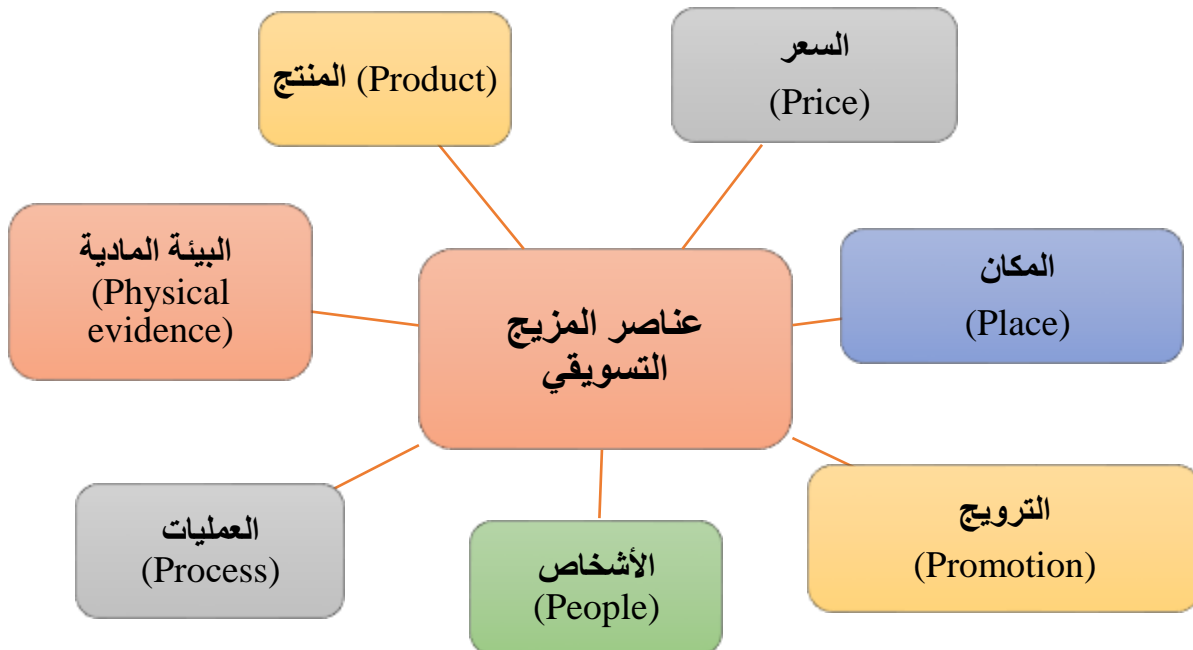 المنتج (Product)
السعر
(Price)
البيئة المادية
(Physical
evidence)
عناصر المزيج
التسويقي
المكان
(Place)
العمليات
(Process)
الأشخاص
(People)
الترويج
(Promotion)